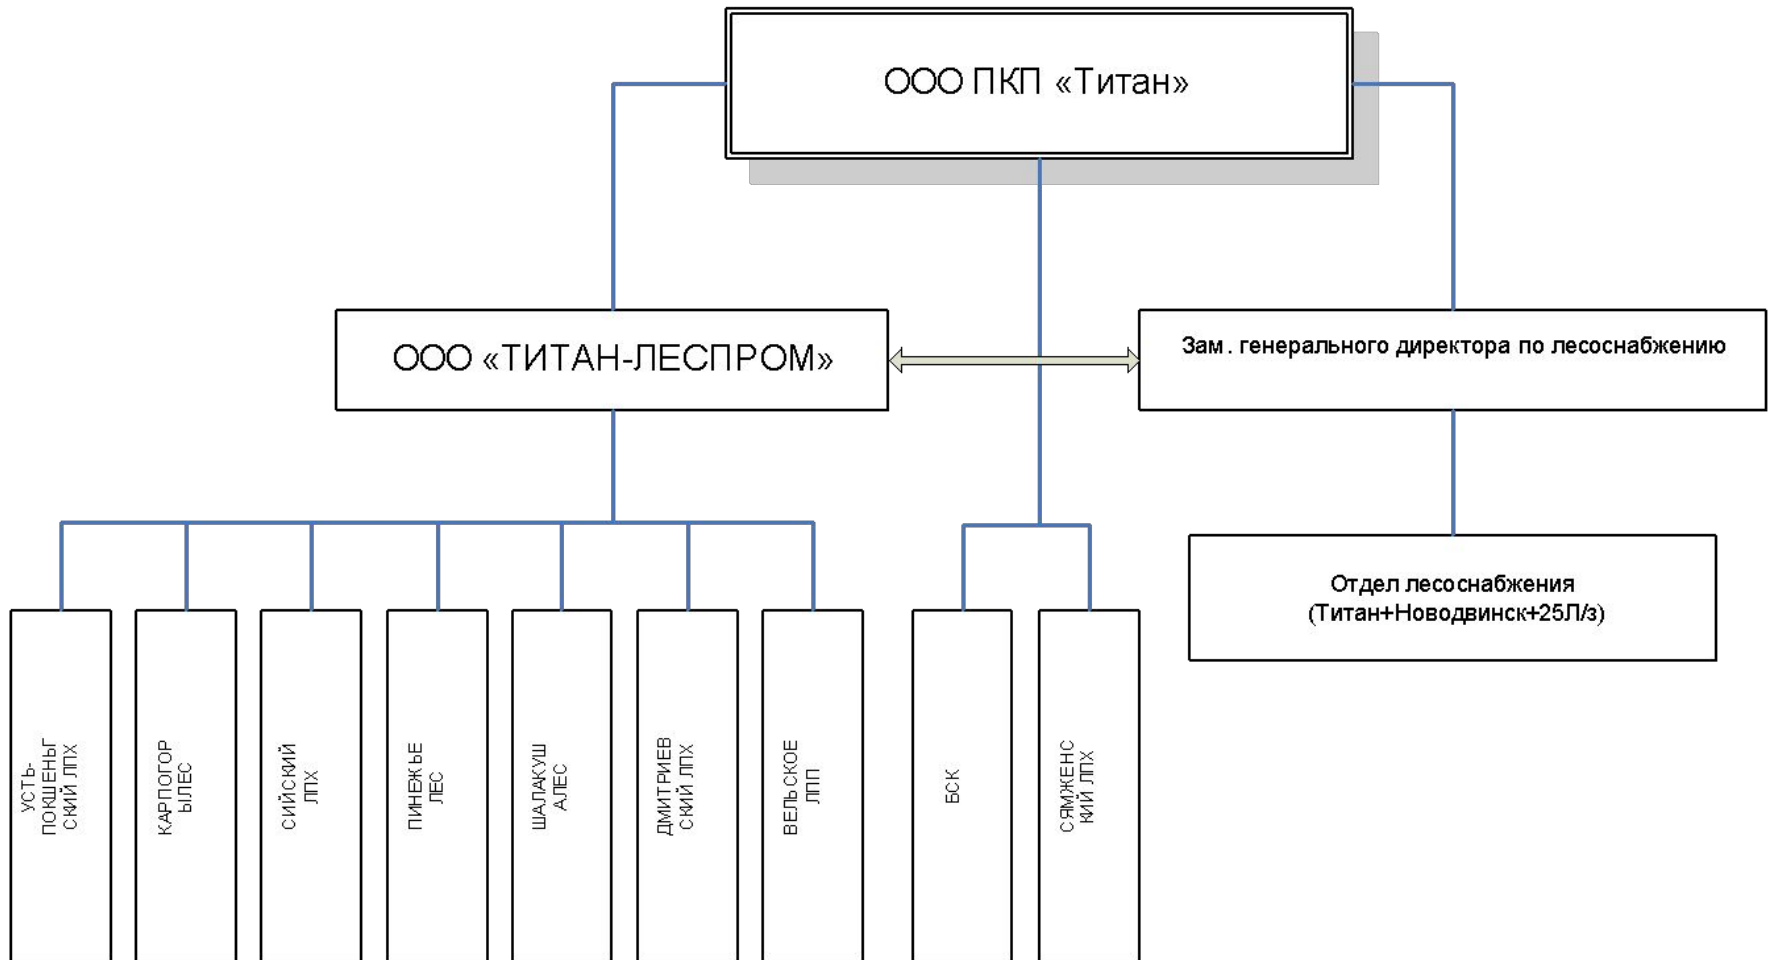 ООО ПКП «Титан»
ООО «ТИТАН-ЛЕСПРОМ»
Зам. генерального директора по лесоснабжению
Отдел лесоснабжения
(Титан+Новодвинск+25Л/з)
УСТЬ-
ПОКШЕНЬГ
СКИЙ ЛПХ
КАРПОГОР
ЫЛЕС
СИЙСКИЙ
ЛПХ
ПИНЕЖЬЕ
ЛЕС
ШАЛАКУШ
АЛЕС
ДМИТРИЕВ
СКИЙ ЛПХ
ВЕЛЬСКОЕ
ЛПП
БСК
СЯМЖЕНС
КИЙ ЛПХ